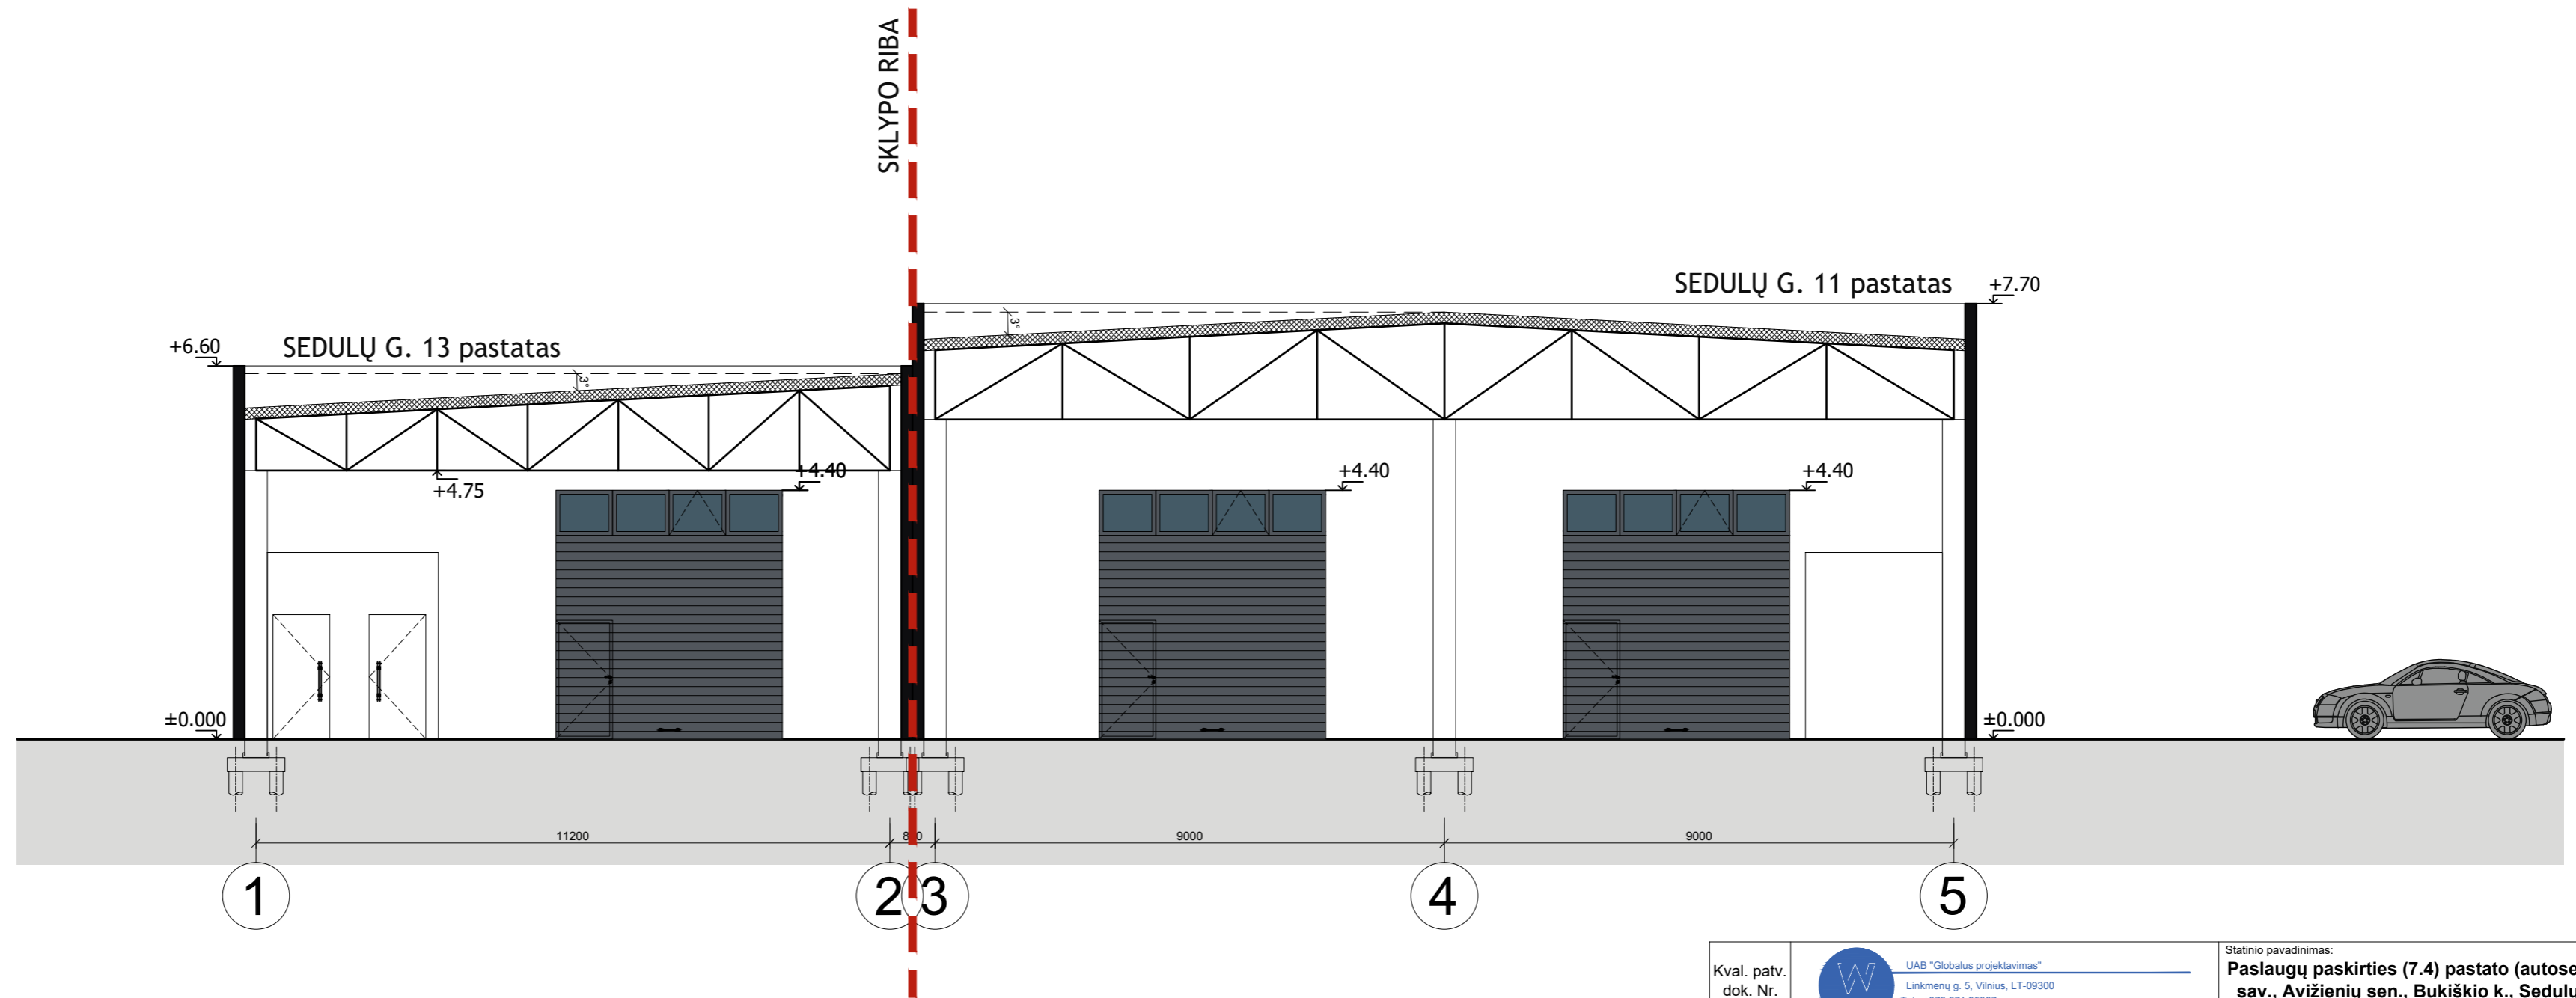 SKLYPO RIBA
SEDULŲ G. 11 pastatas
+7.70
SEDULŲ G. 13 pastatas
+6.60
3°
3°
+4.75
+4.40
+4.40
+4.40
±0.000
±0.000
11200
9000
9000
1
2
3
4
5
Kval. patv.
dok. Nr.
UAB "Globalus projektavimas"
Linkmenų g. 5, Vilnius, LT-09300
Statinio pavadinimas:
Paslaugų paskirties (7.4) pastato (autose
sav., Avižienių sen., Bukiškio k., Sedulų